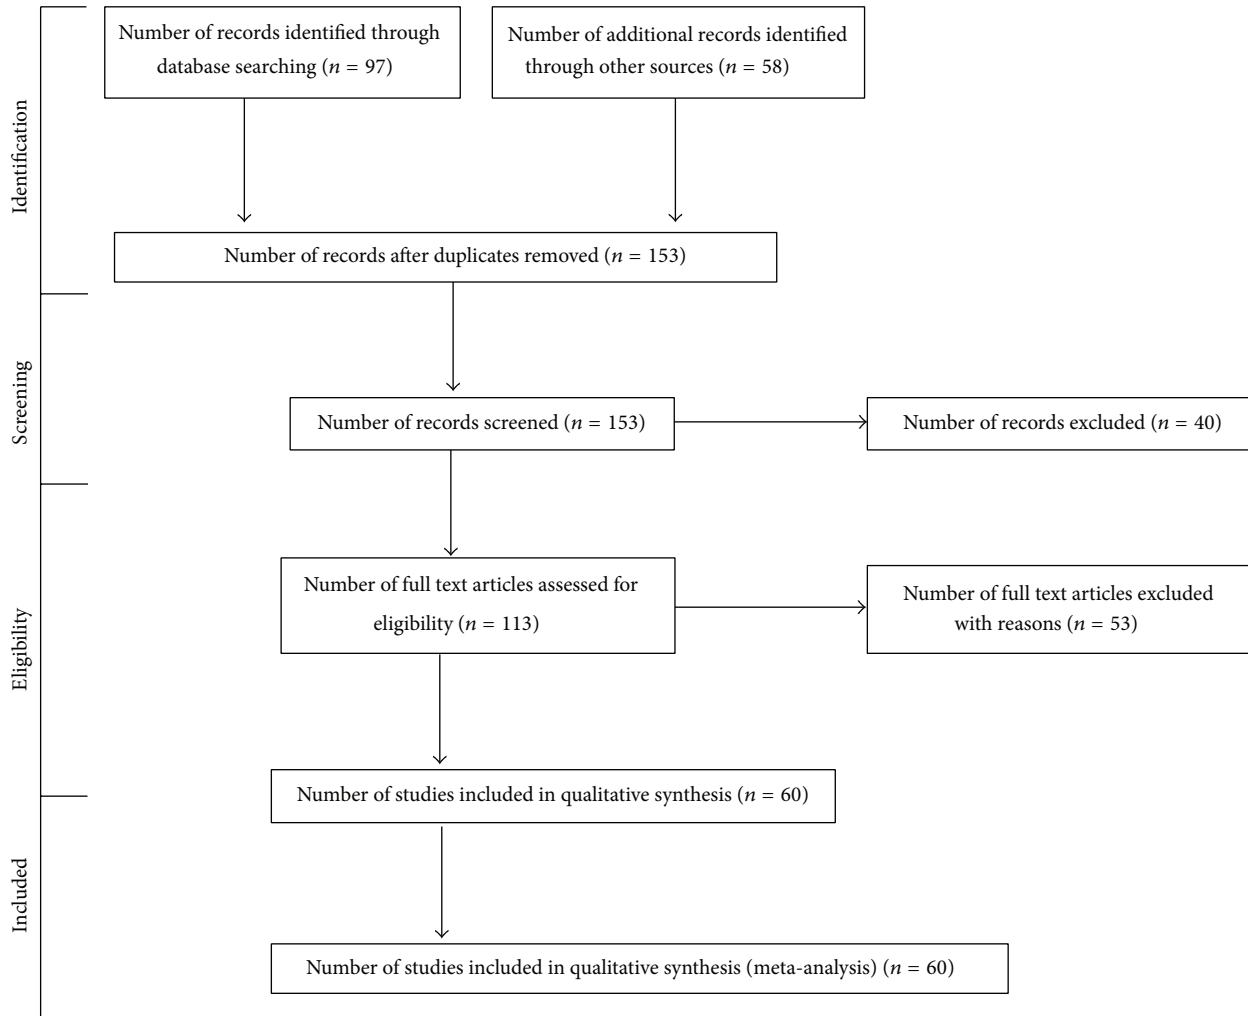 Number of records identified through
database searching (n = 97)
Number of additional records identified
through other sources (n = 58)
Identification
Number of records after duplicates removed (n = 153)
Screening
Number of records screened (n = 153)
Number of records excluded (n = 40)
Eligibility
Number of full text articles assessed for
eligibility (n = 113)
Number of full text articles excluded
with reasons (n = 53)
Number of studies included in qualitative synthesis (n = 60)
Included
Number of studies included in qualitative synthesis (meta-analysis) (n = 60)